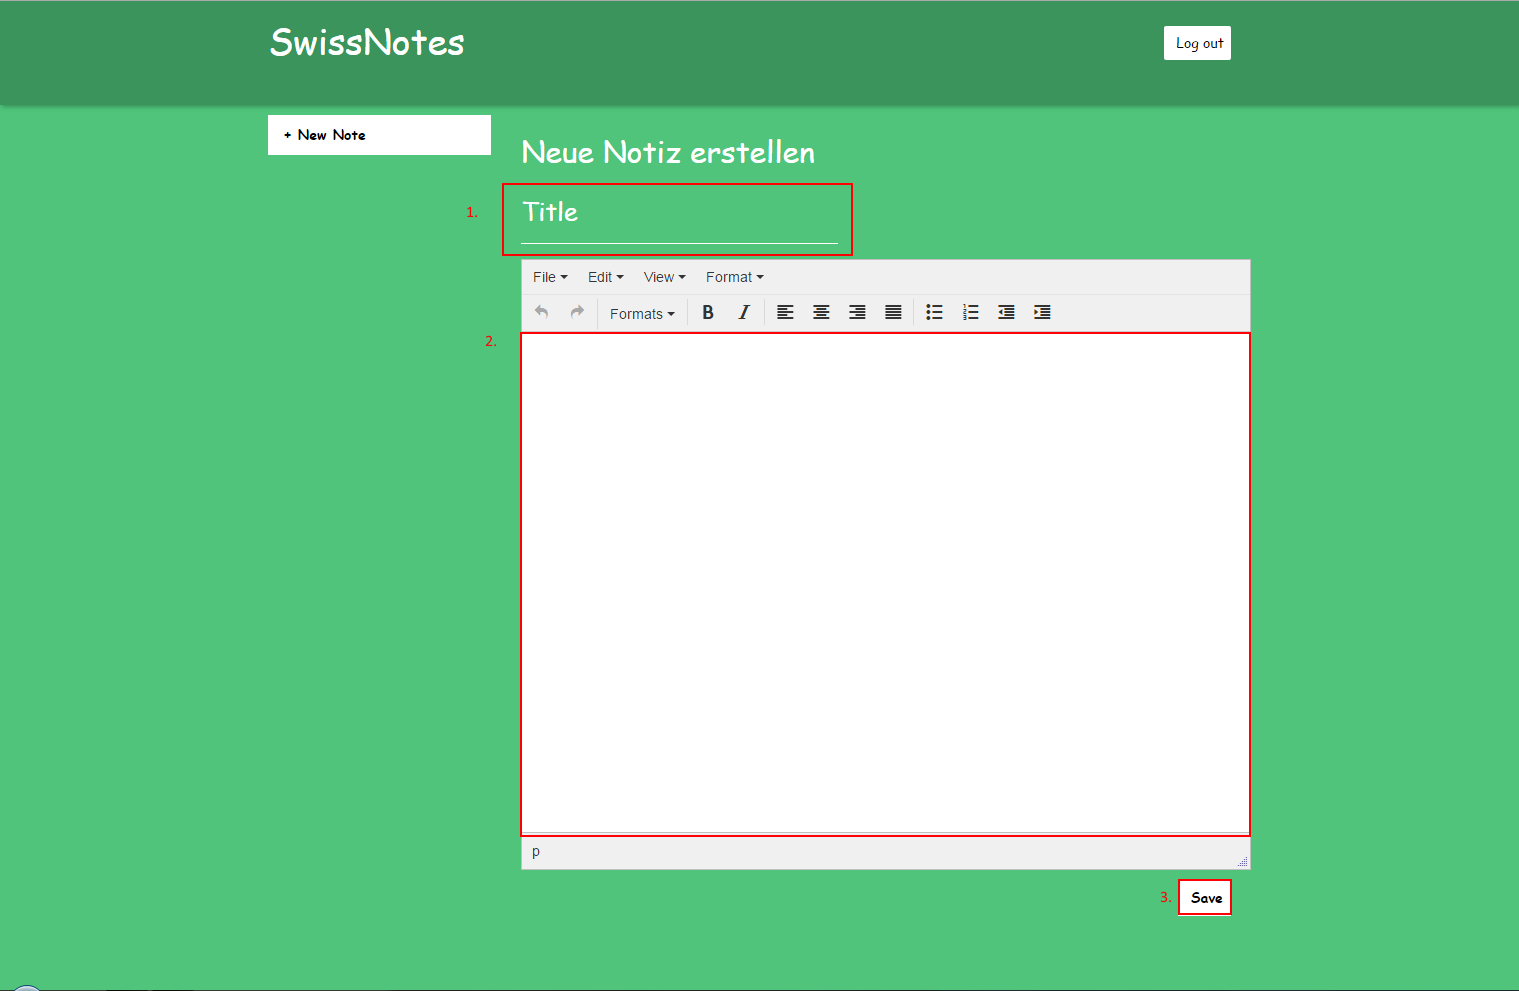 SwissNotes
Log out
+ New Note
Neue Notiz erstellen
1.
Title
File Edit View Format
Formats B I
2.
p
3.
Save